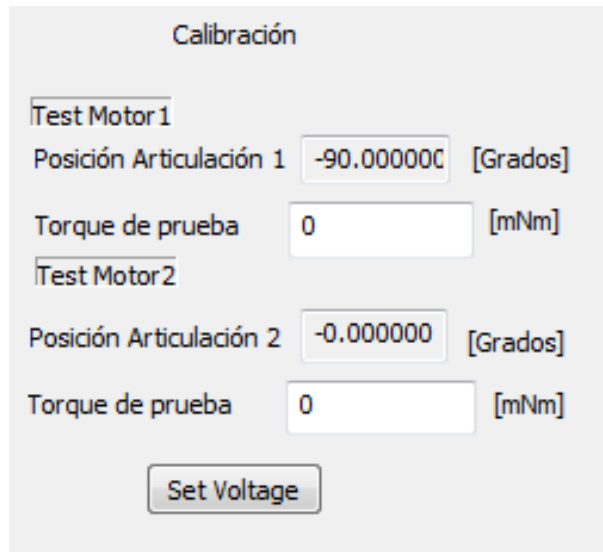 Calibración
Test Motor1
Posición Articulación 1 -90.000000 [Grados]
Torque de prueba 0 [mNm]
Test Motor2
Posición Articulación 2 -0.000000 [Grados]
Torque de prueba 0 [mNm]
Set Voltage